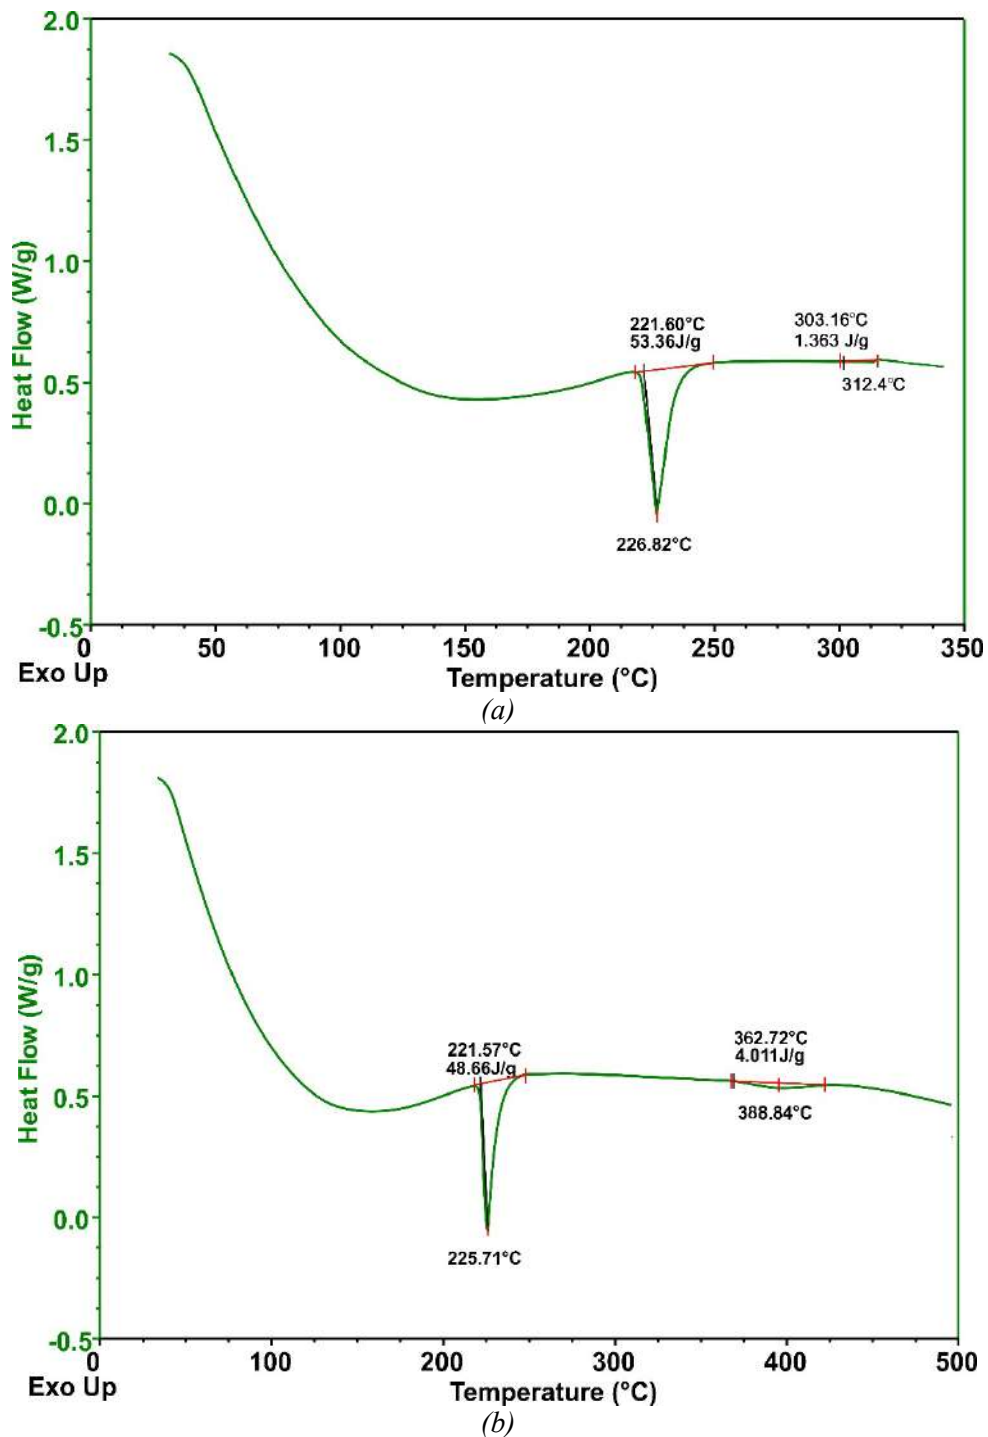 2.0
1.5
1.0
0.5
0.0
-0.5
Heat Flow (W/g)
221.60°C
53.36J/g
303.16°C
1.363 J/g
312.4°C
226.82°C
0 50 100 150 200 250 300 350
Exo Up
Temperature (°C)
(a)
2.0
1.5
1.0
0.5
0.0
-0.5
Heat Flow (W/g)
221.57°C
48.66J/g
362.72°C
4.011J/g
388.84°C
225.71°C
0 100 200 300 400 500
Exo Up
Temperature (°C)
(b)